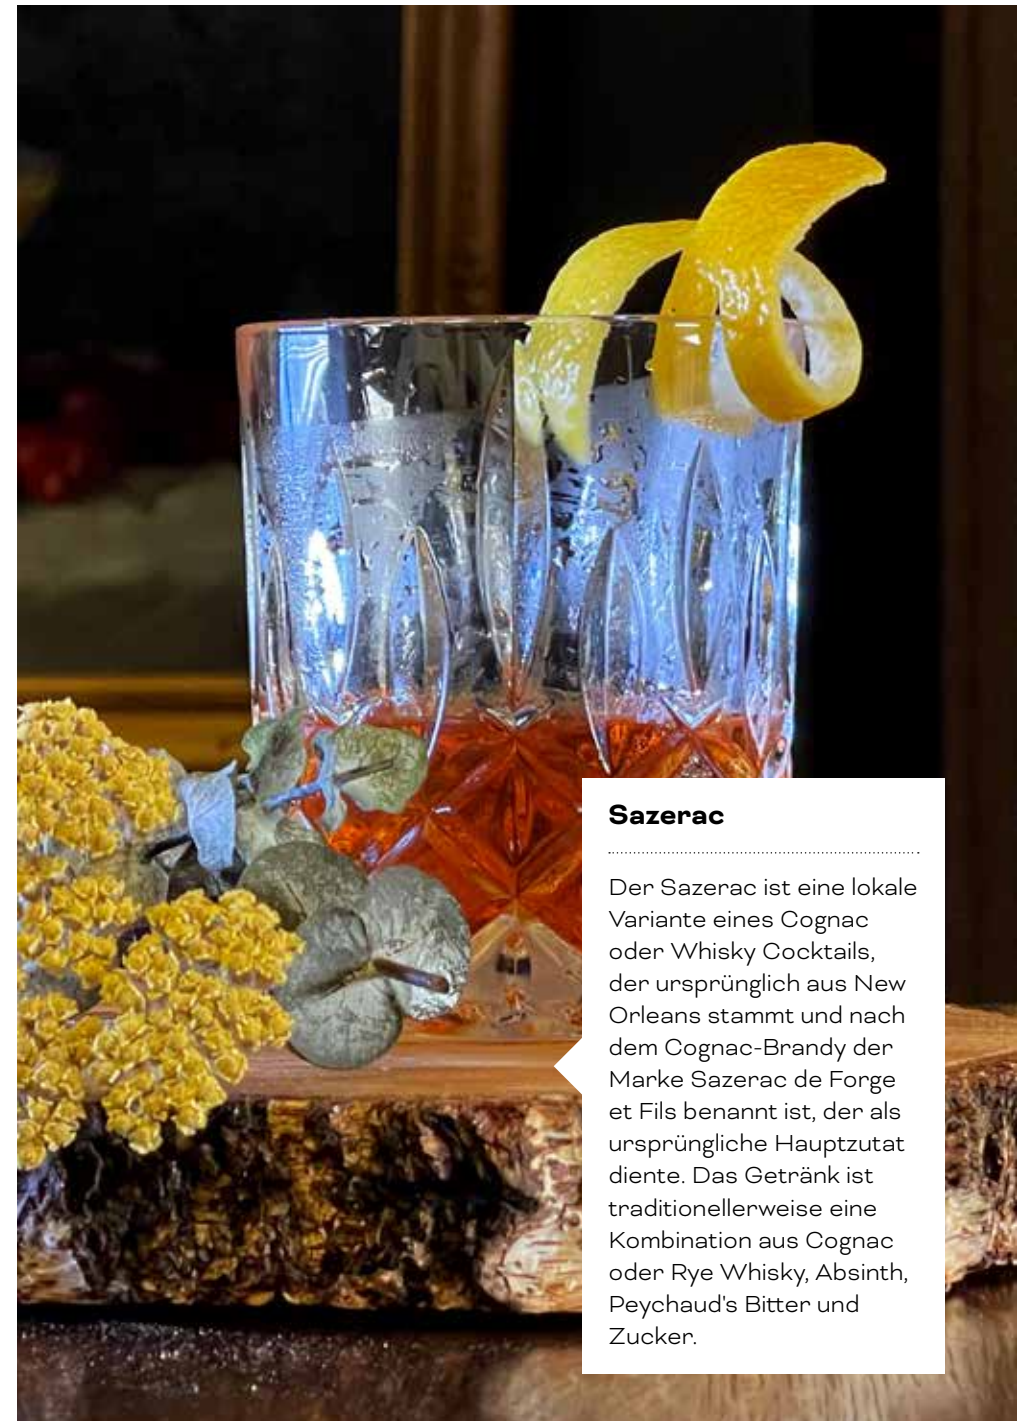 Sazerac
Der Sazerac ist eine lokale
Variante eines Cognac
oder Whisky Cocktails,
der ursprünglich aus New
Orleans stammt und nach
dem Cognac-Brandy der
Marke Sazerac de Forge
et Fils benannt ist, der als
ursprüngliche Hauptzutat
diente. Das Getränk ist
traditionellerweise eine
Kombination aus Cognac
oder Rye Whisky, Absinth,
Peychaud's Bitter und
Zucker.